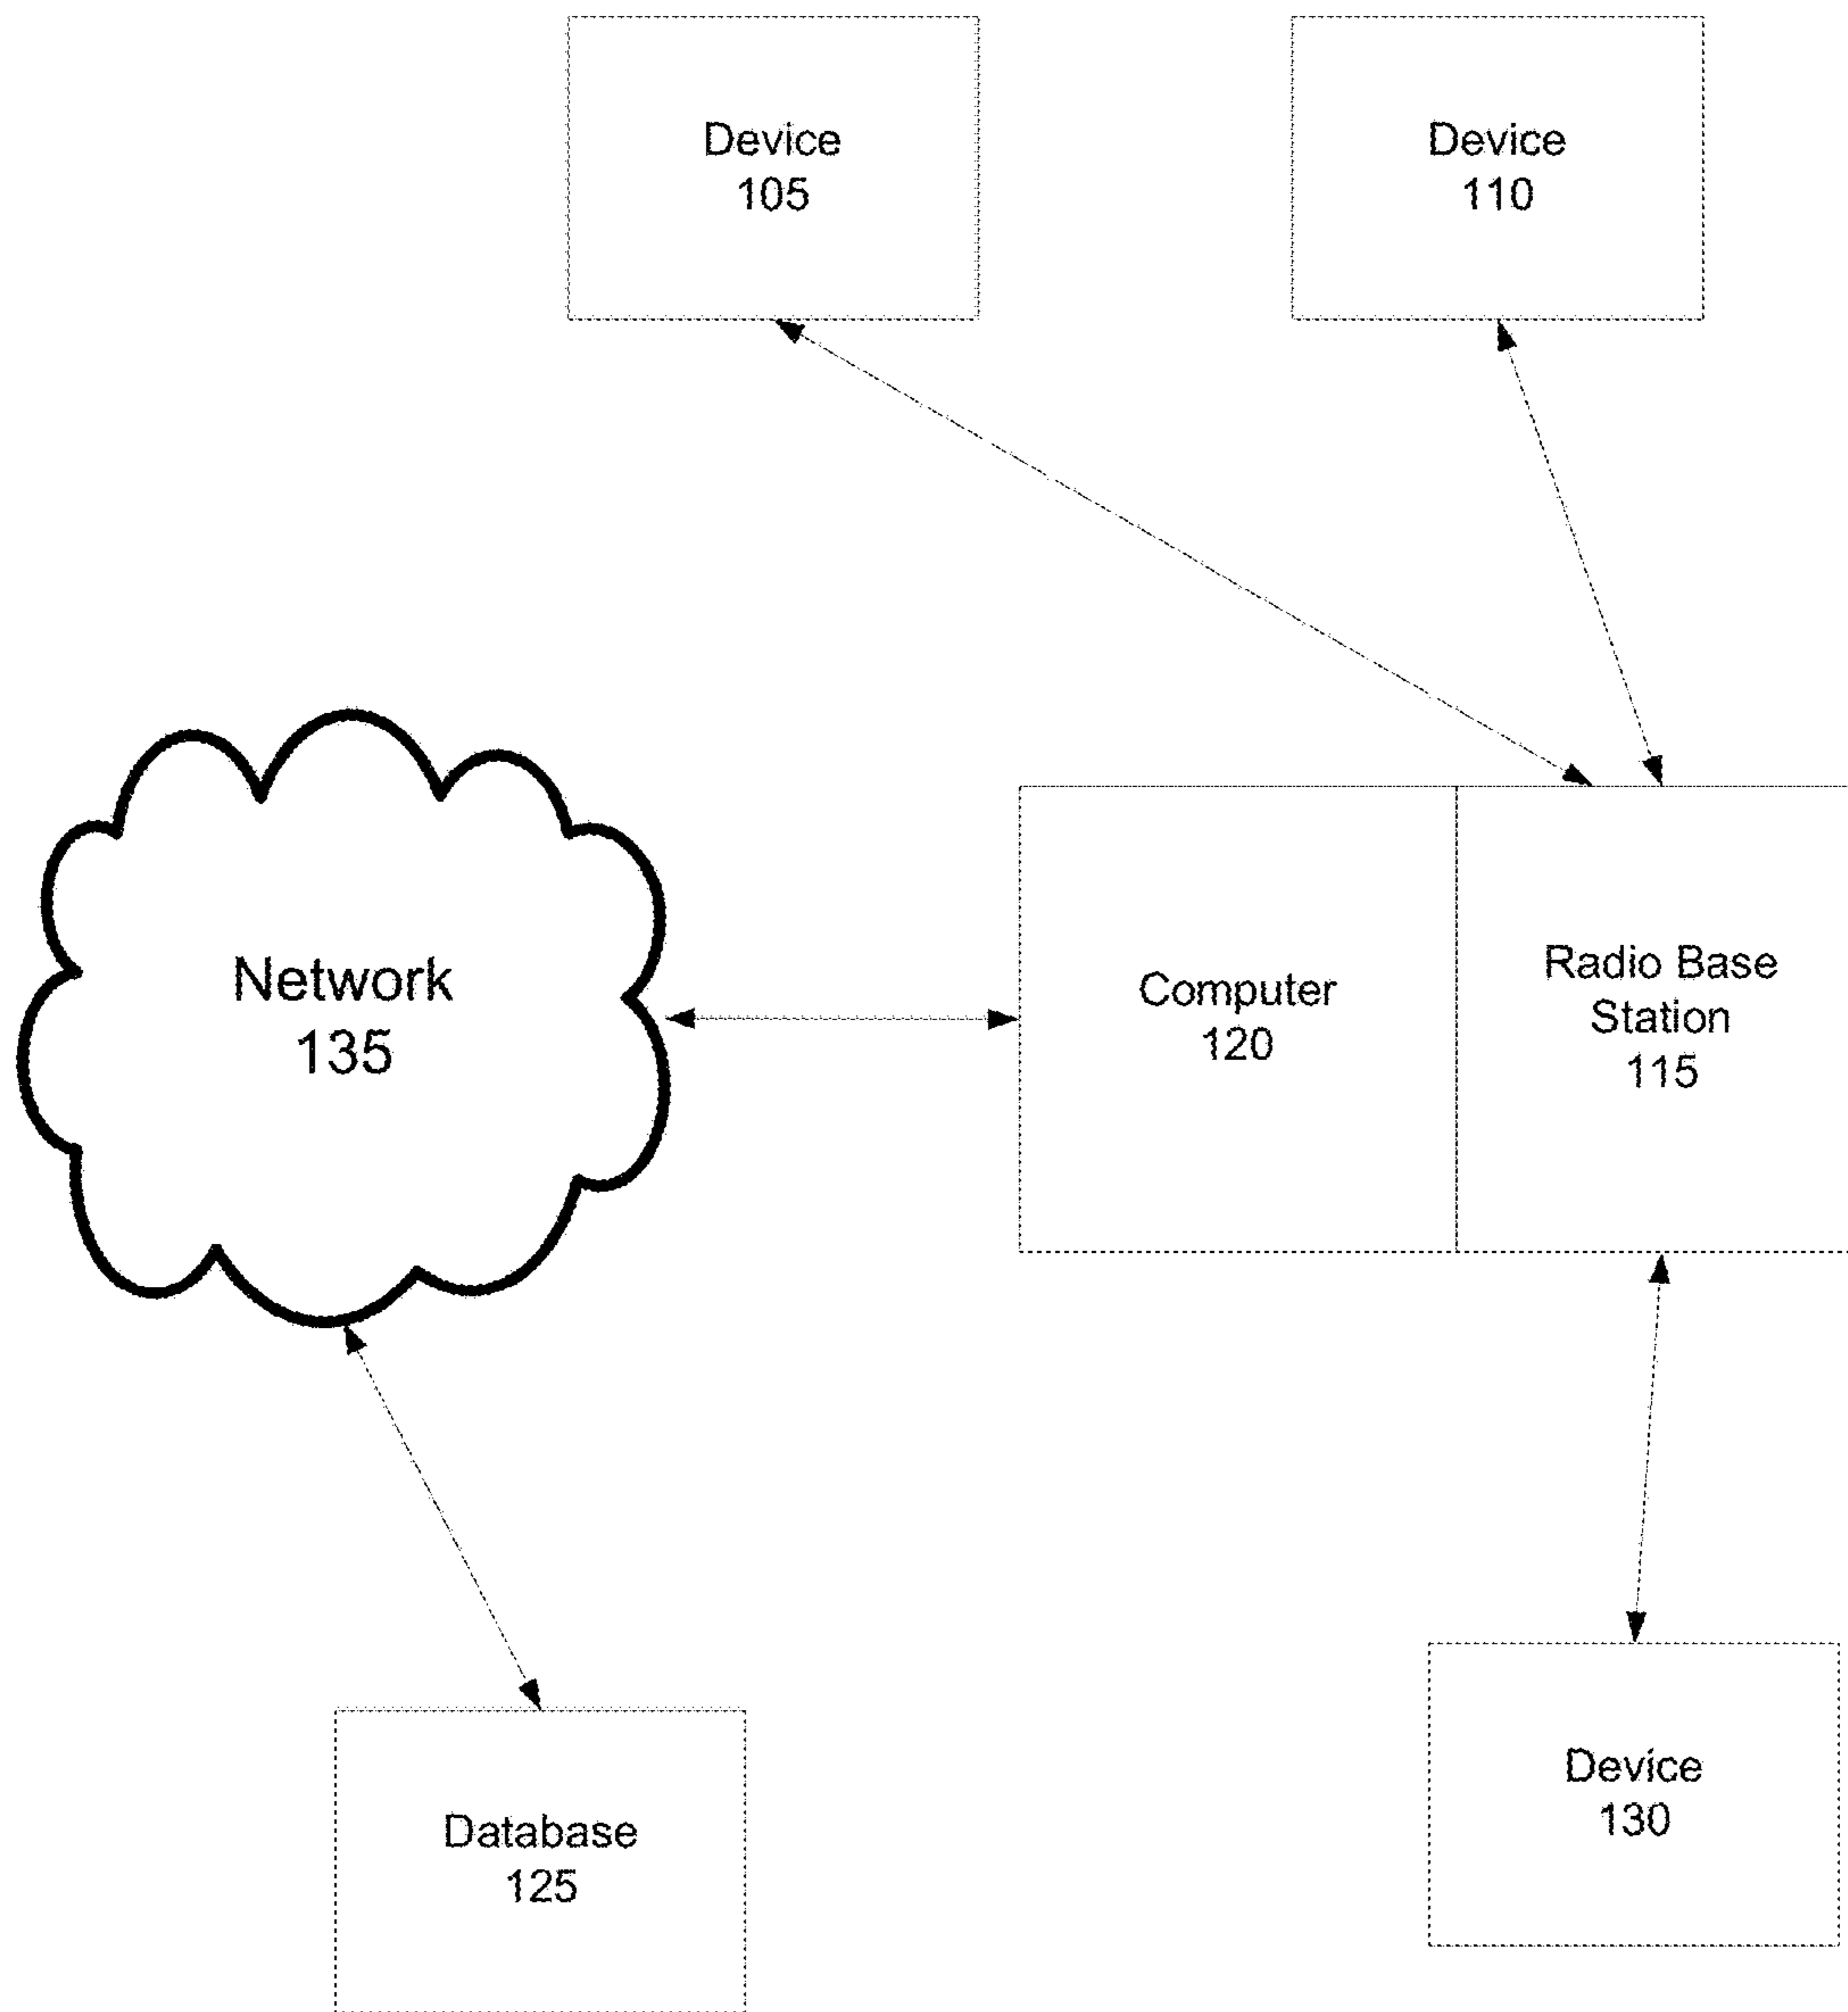 Device
105
Device
110
Network
135
Computer
120
Radio Base
Station
115
Database
125
Device
130